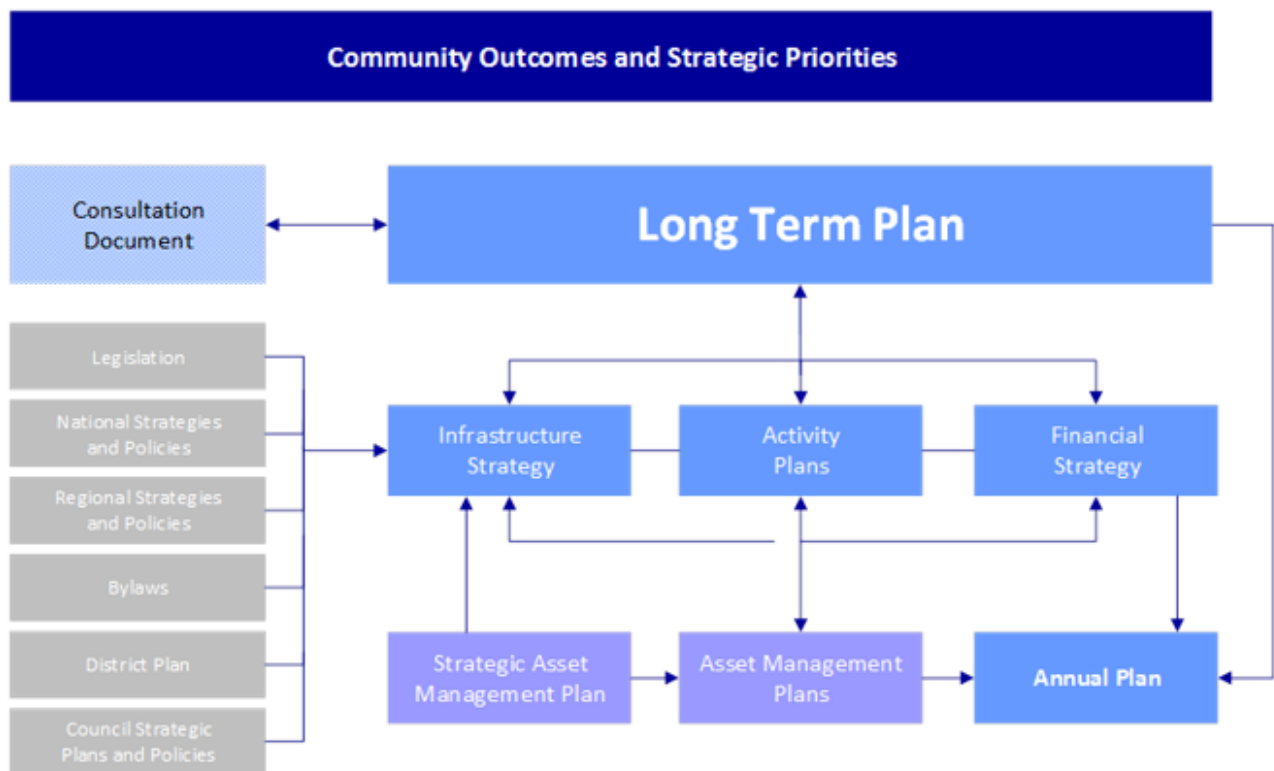 Community Outcomes and Strategic Priorities
Consultation
Document
Long Term Plan
Legislation
National Strategies
and Policies
Regional Strategies
and Policies
Bylaws
District Plan
Council Strategic
Plans and Policies
Infrastructure
Strategy
Activity
Plans
Financial
Strategy
Strategic Asset
Management Plan
Asset Management
Plans
Annual Plan